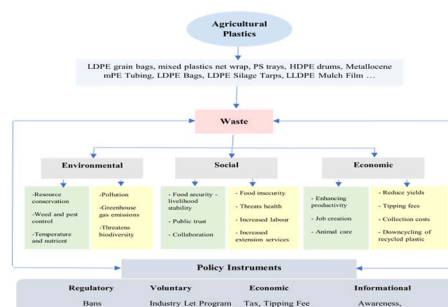 Agricultural
Plastics
LDPE grain bags, mixed plastics net wrap, PS trays, HDPE drums, Metallocene
mPE Tubing, LDPE Bags, LDPE Silage Tarps, LLDPE Mulch Film …
Waste
Environmental
Social
Economic
-Resource
conservation
-Weed and pest
control
-Temperature
and nutrient
-Pollution
-Greenhouse
gas emissions
-Threatens
biodiversity
- Food security -
livelihood
stability
- Public trust
- Collaboration
- Food insecurity
- Threats health
- Increased labour
- Increased
extension services
- Enhancing
productivity
- Job creation
- Animal care
- Reduce yields
- Tipping fees
- Collection costs
- Downcycling of
recycled plastic
Policy Instruments
Regulatory
Voluntary
Economic
Informational
Bans
Industry Let Program
Tax, Tipping Fee
Awareness,